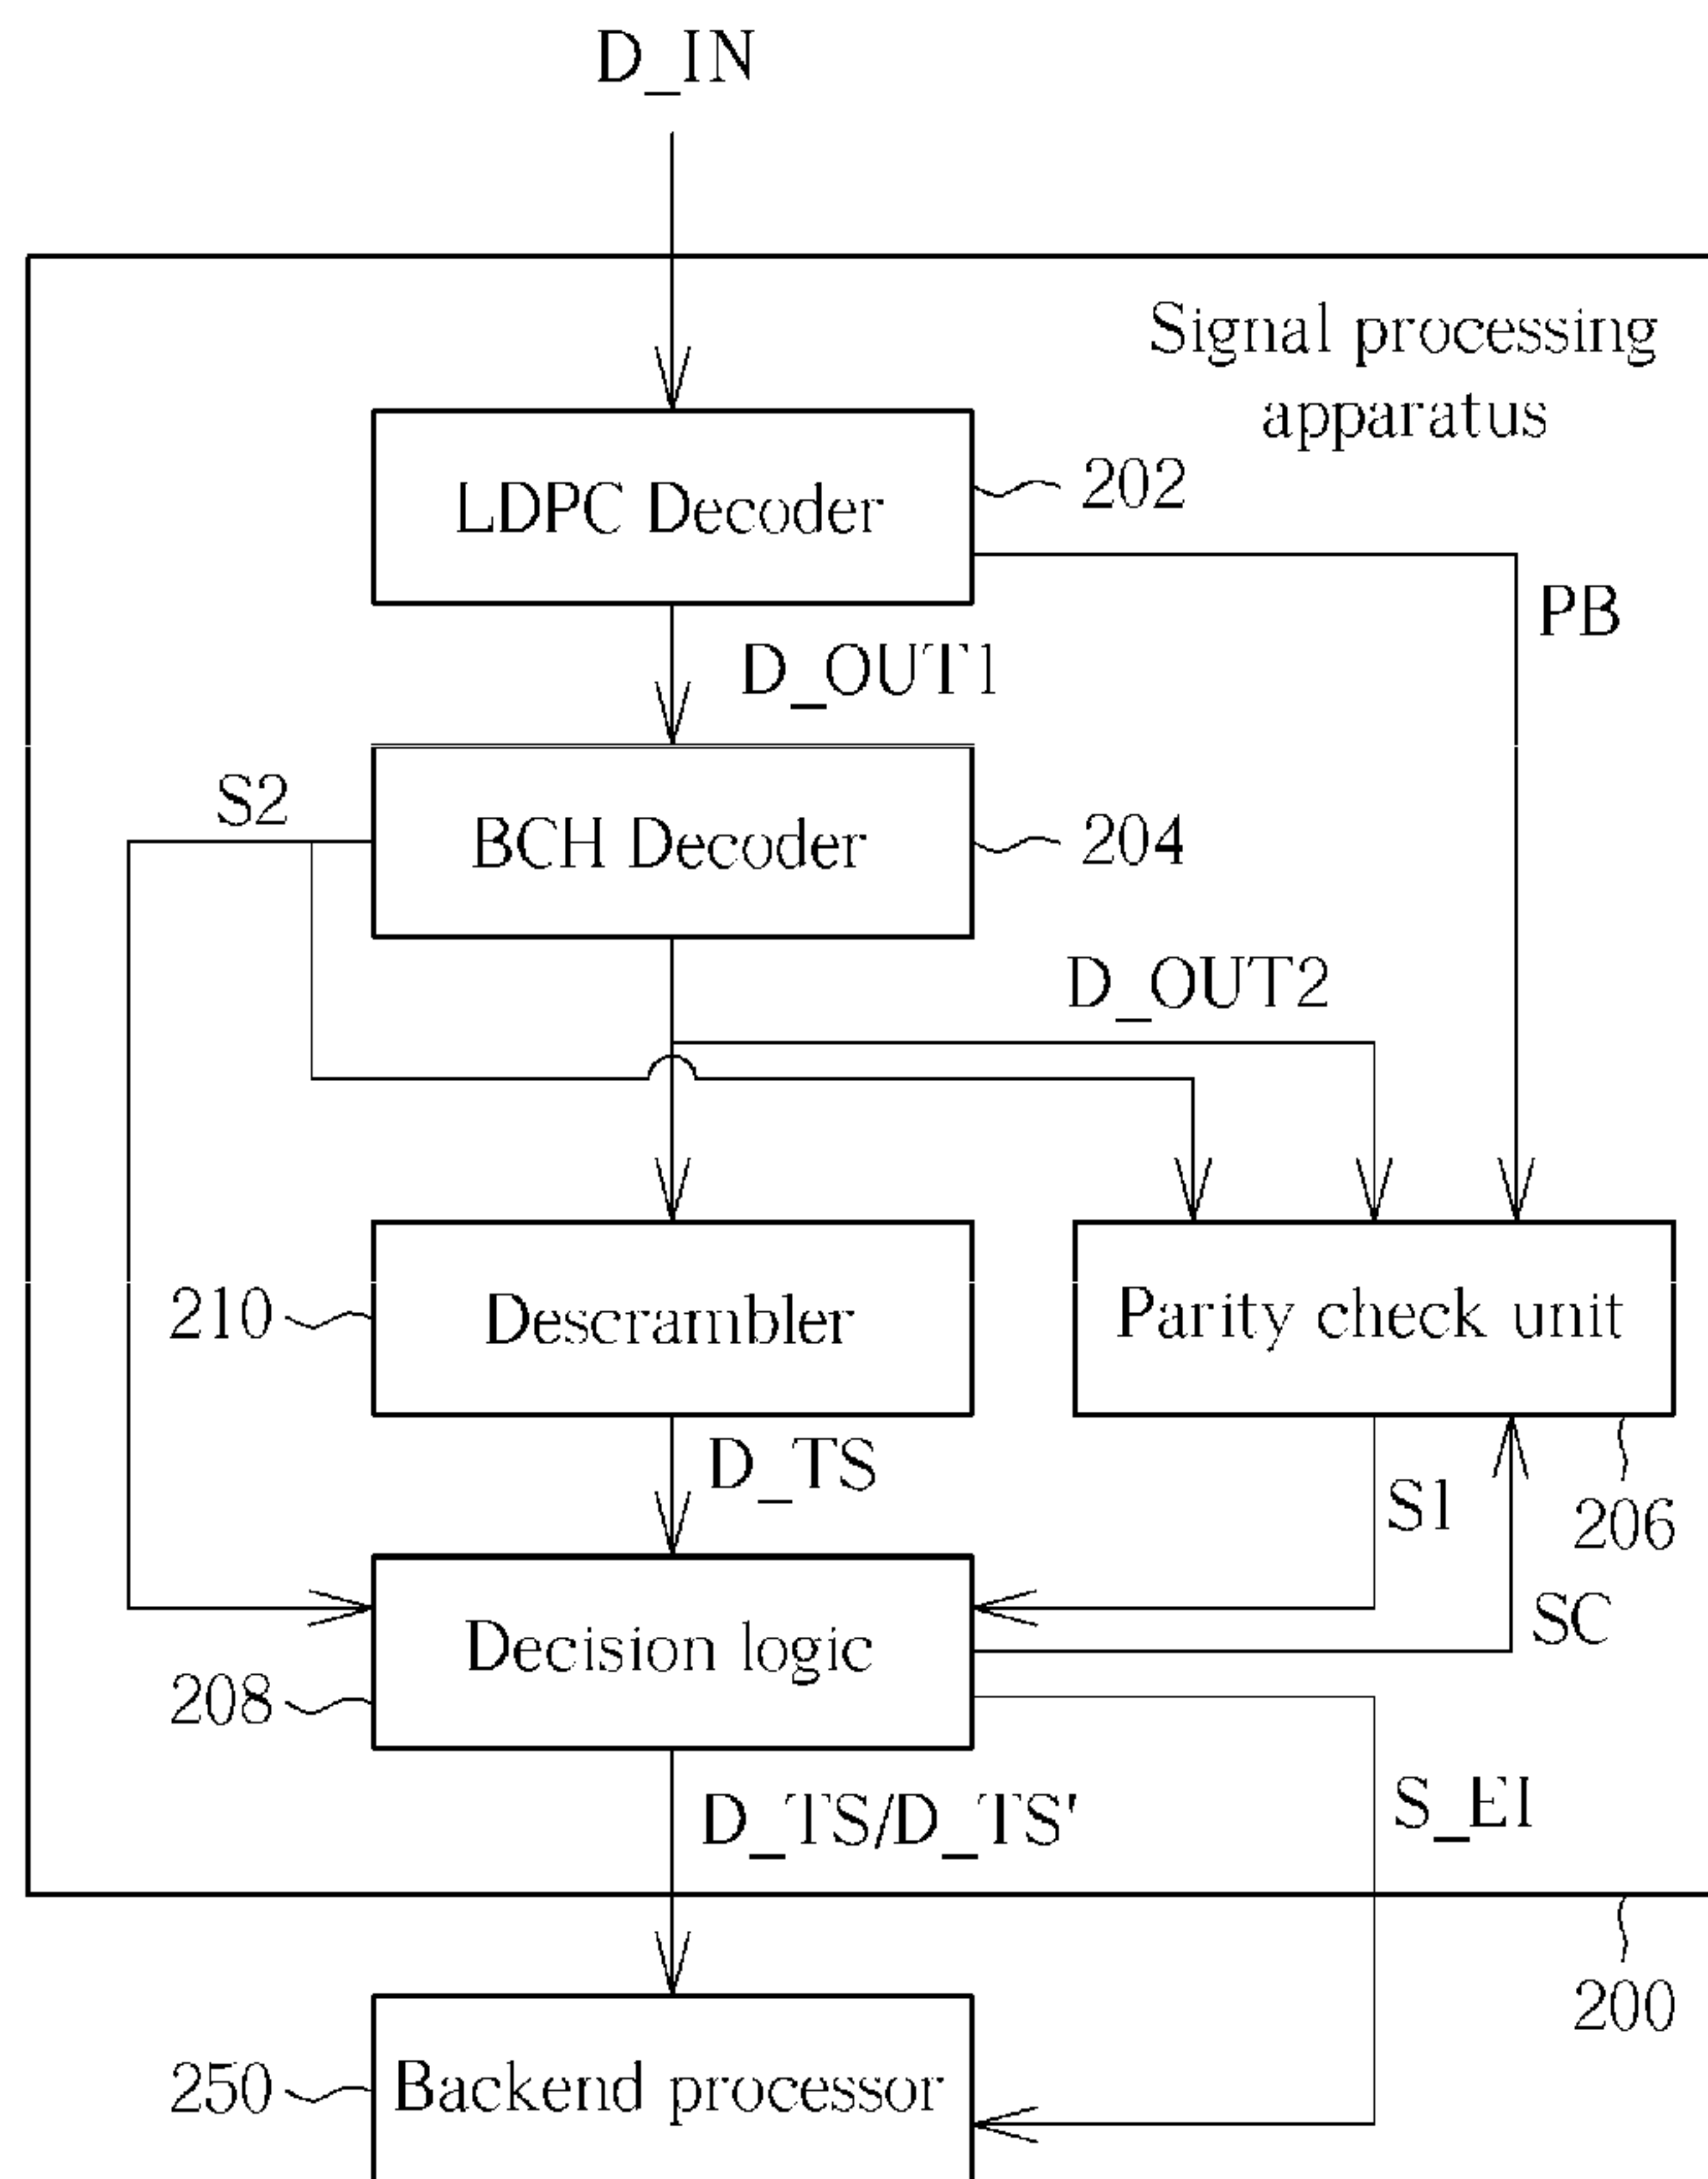 D_IN
Signal processing
apparatus
LDPC Decoder
202
PB
D_OUT1
S2
BCH Decoder
204
D_OUT2
210
Descrambler
Parity check unit
D_TS
S1
206
Decision logic
SC
208
D_TS/D_TS'
S_EI
200
250
Backend processor